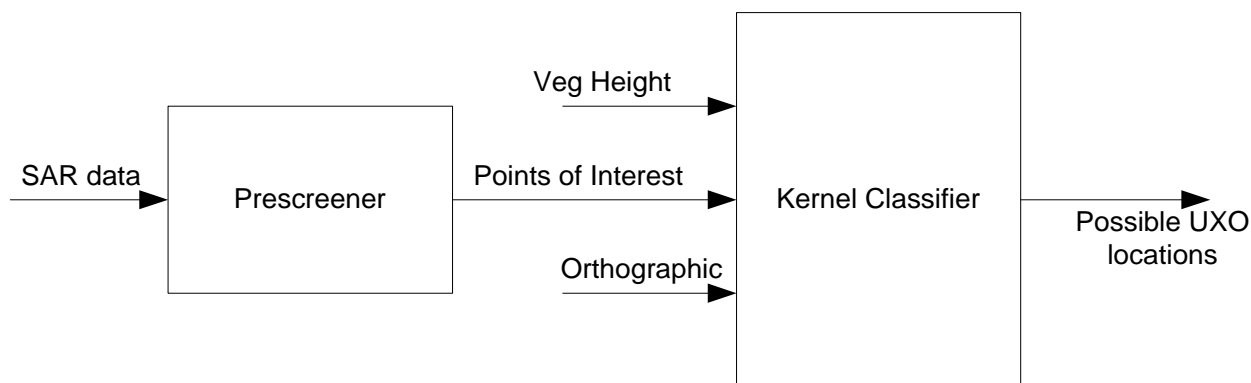 SAR data
Prescreener
Veg Height
Points of Interest
Orthographic
Kernel Classifier
Possible UXO
locations